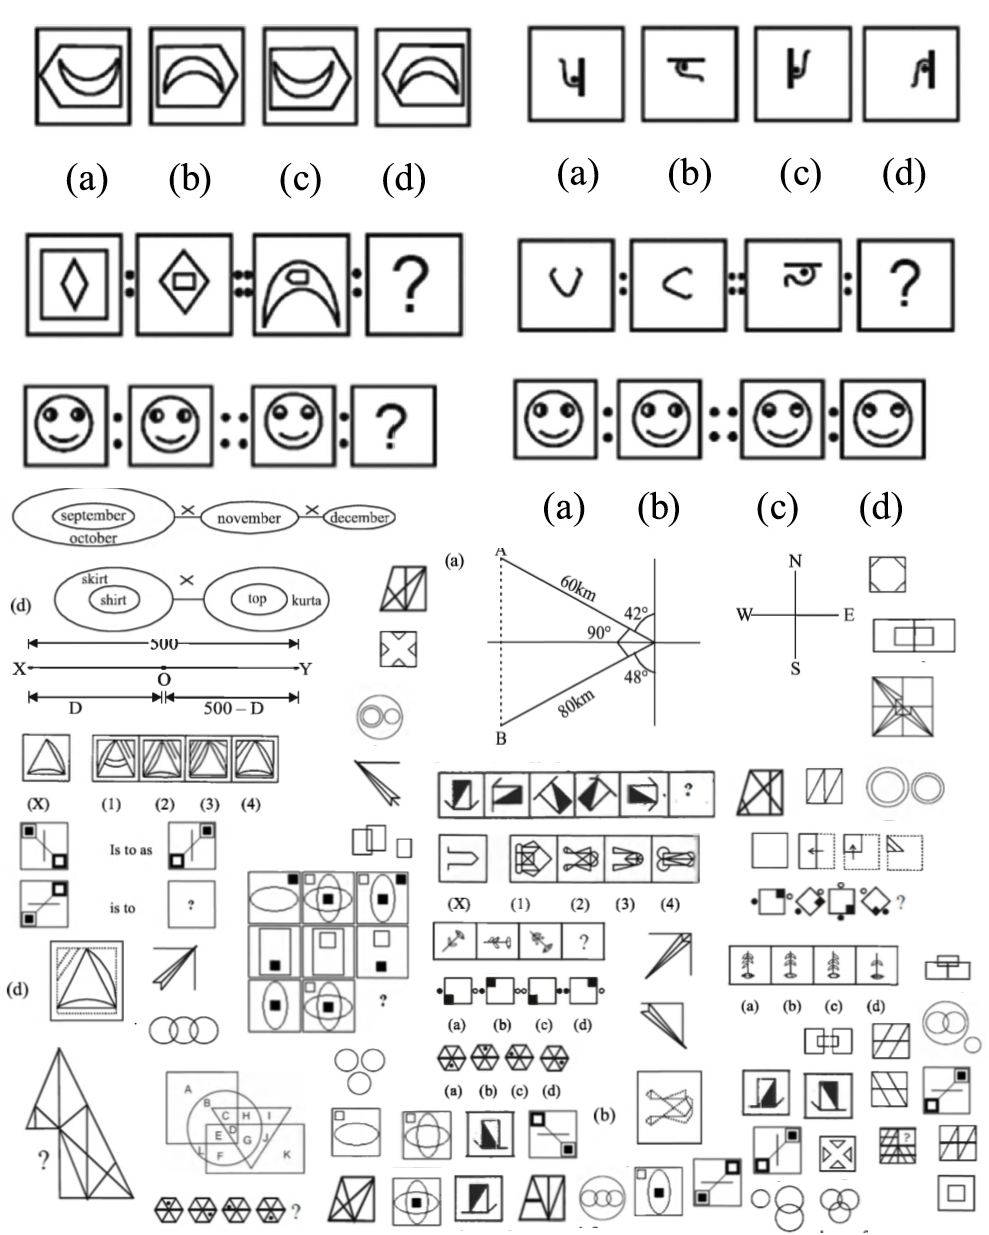 (a) (b) (c) (d)
(a) (b) (c) (d)
?
?
?
(a) (b) (c) (d)
september
october
november
december
(a)
skirt
shirt
top
kurta
(d)
500
X
O
Y
D
500 – D
A
60km
42°
90°
48°
80km
B
N
W
E
S
(X) (1) (2) (3) (4)
?
Is to as
(X) (1) (2) (3) (4)
is to
?
?
?
(d)
?
(a) (b) (c) (d)
(a) (b) (c) (d)
(a) (b) (c) (d)
A
B
C
H
I
D
E
G
J
L
F
K
(b)
?
?
?